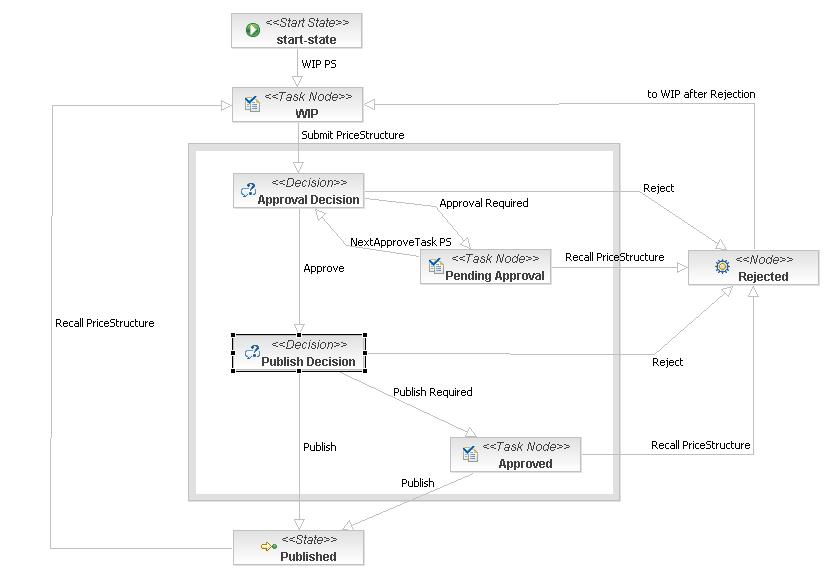 <<Start State>>
start-state
WIP PS
<<Task Node>>
WIP
to WIP after Rejection
Submit PriceStructure
<<Decision>>
Approval Decision
Reject
Approval Required
NextApproveTask PS
<<Task Node>>
Pending Approval
Recall PriceStructure
<<Node>>
Rejected
Approve
Recall PriceStructure
<<Decision>>
Publish Decision
Reject
Publish Required
Publish
<<Task Node>>
Approved
Recall PriceStructure
Publish
<<State>>
Published